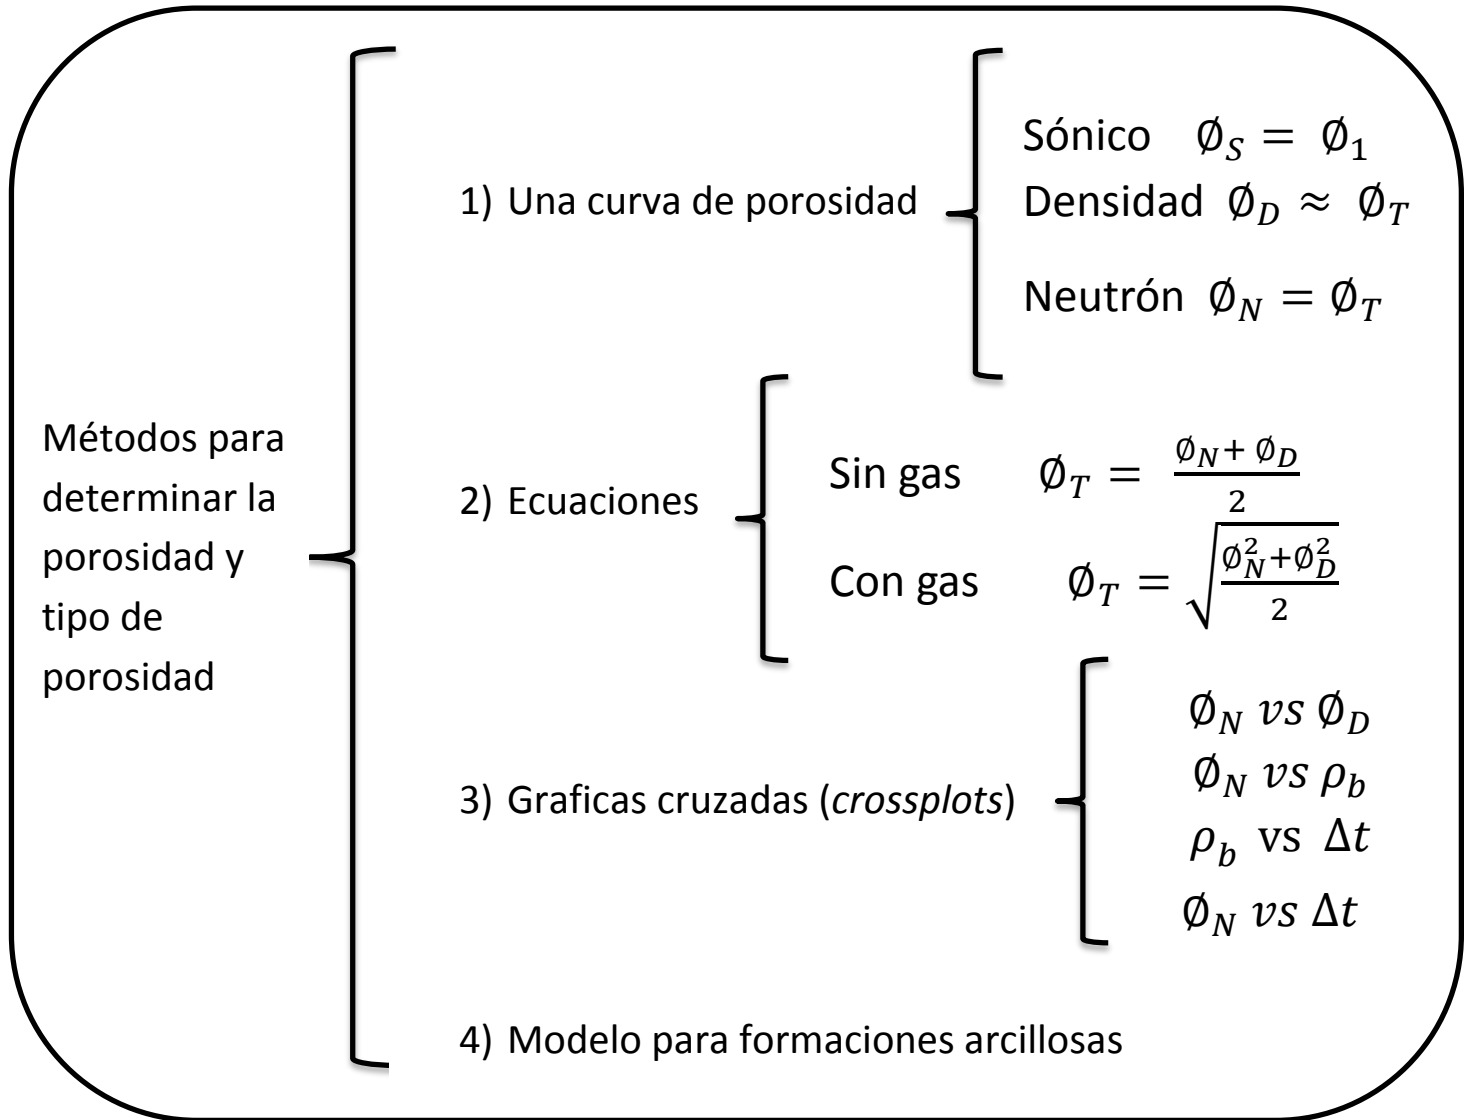 Métodos para
determinar la
porosidad y
tipo de
porosidad
1) Una curva de porosidad
Sónico ∅_S = ∅_1
Densidad ∅_D ≈ ∅_T
Neutrón ∅_N = ∅_T
2) Ecuaciones
Sin gas ∅_T = (∅_N + ∅_D)/2
Con gas ∅_T = √((∅_N^2+∅_D^2)/2)
3) Graficas cruzadas (crossplots)
∅_N vs ∅_D
∅_N vs ρ_b
ρ_b vs Δt
∅_N vs Δt
4) Modelo para formaciones arcillosas